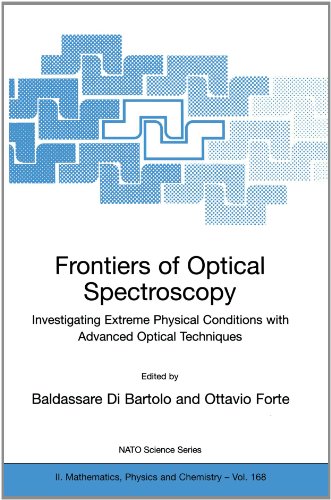 Frontiers of Optical
Spectroscopy
Investigating Extreme Physical Conditions with
Advanced Optical Techniques
Edited by
Baldassare Di Bartolo and Ottavio Forte
NATO Science Series
II. Mathematics, Physics and Chemistry – Vol. 168